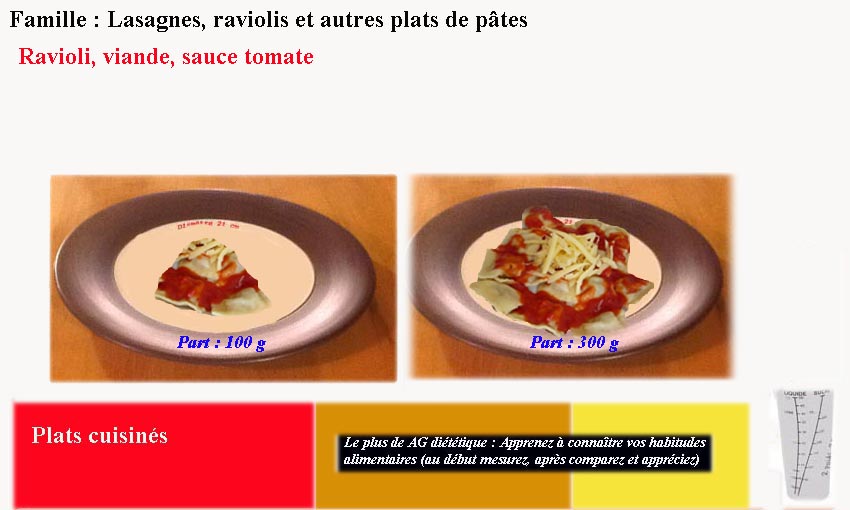 Famille : Lasagnes, raviolis et autres plats de pâtes
Ravioli, viande, sauce tomate
Diamètre 21 cm
Part : 100 g
Part : 300 g
Plats cuisinés
Le plus de AG diététique : Apprenez à connaître vos habitudes
alimentaires (au début mesurez, après comparez et appréciez)